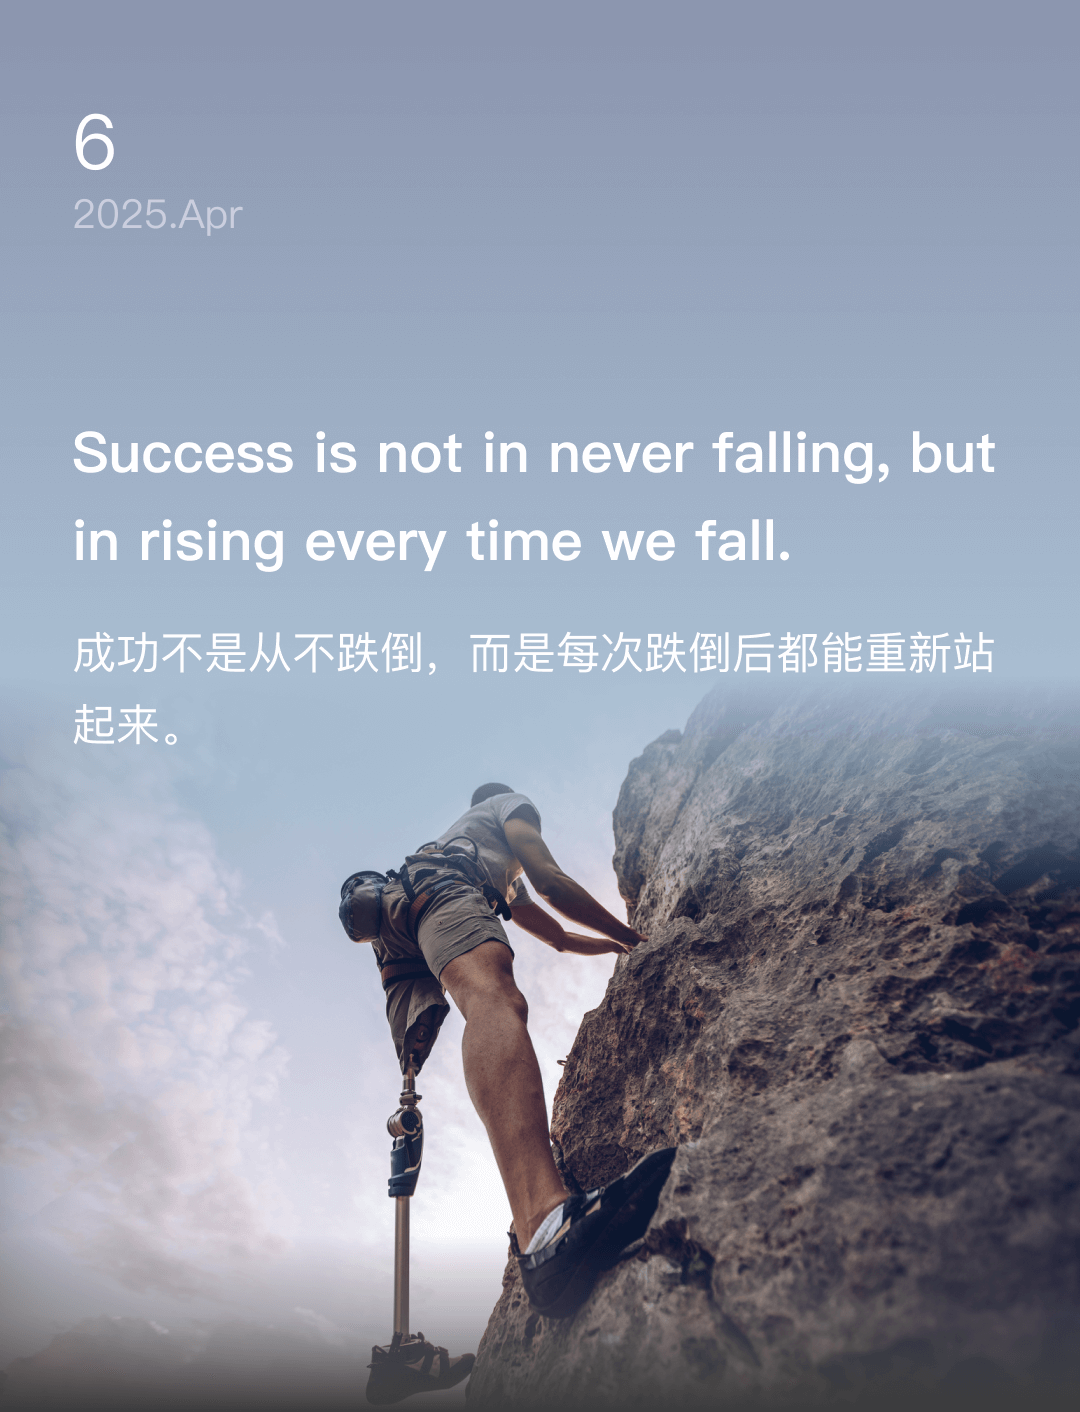 6
2025.Apr
Success is not in never falling, but
in rising every time we fall.
成功不是从不跌倒，而是每次跌倒后都能重新站
起来。